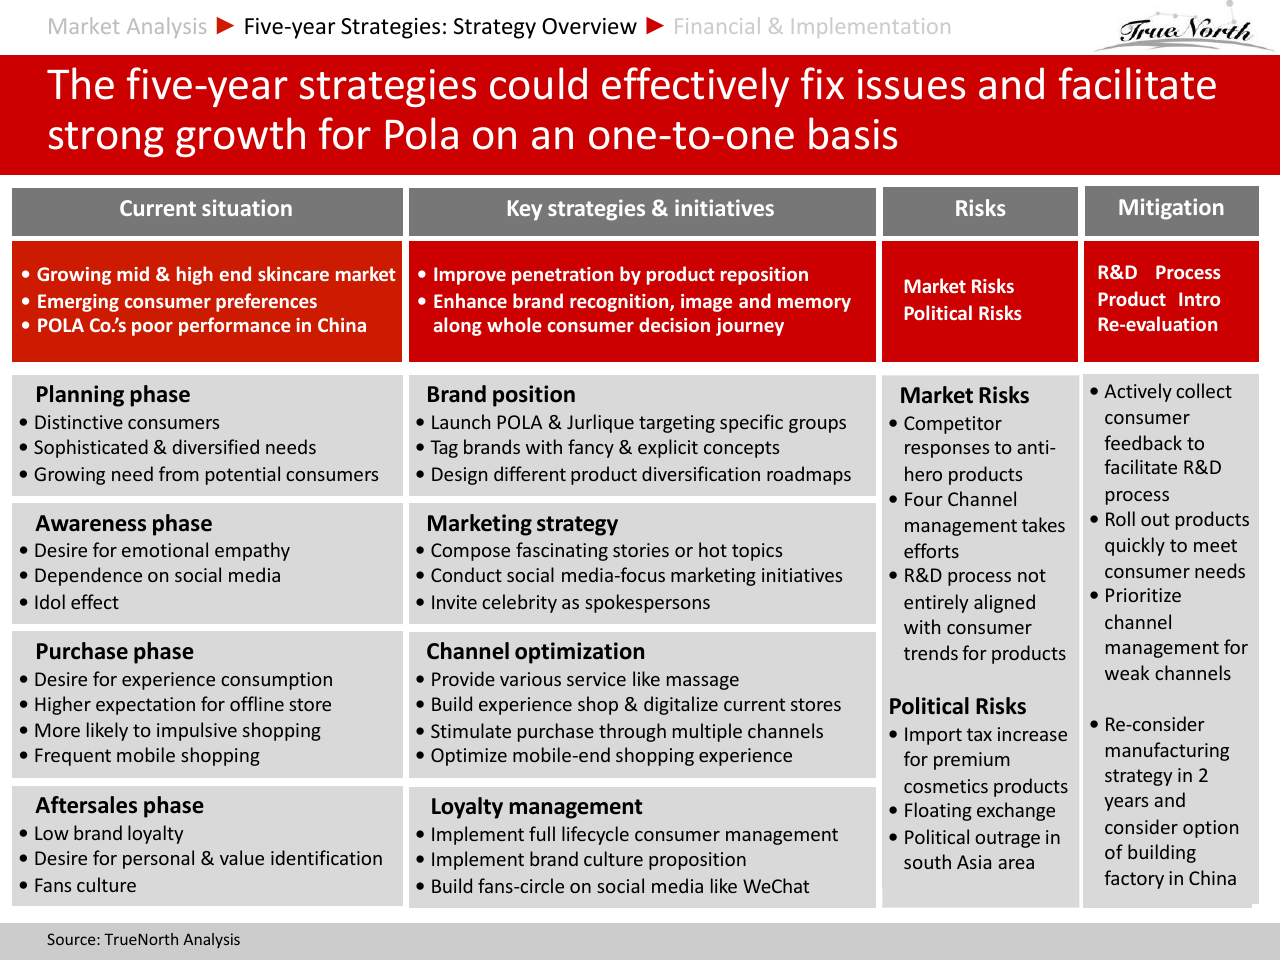 Market Analysis ▶ Five-year Strategies: Strategy Overview ▶ Financial & Implementation
TrueNorth
The five-year strategies could effectively fix issues and facilitate
strong growth for Pola on an one-to-one basis
Current situation
• Growing mid & high end skincare market
• Emerging consumer preferences
• POLA Co.'s poor performance in China
Planning phase
• Distinctive consumers
• Sophisticated & diversified needs
• Growing need from potential consumers
Awareness phase
• Desire for emotional empathy
• Dependence on social media
• Idol effect
Purchase phase
• Desire for experience consumption
• Higher expectation for offline store
• More likely to impulsive shopping
• Frequent mobile shopping
Aftersales phase
• Low brand loyalty
• Desire for personal & value identification
• Fans culture
Key strategies & initiatives
• Improve penetration by product reposition
• Enhance brand recognition, image and memory
along whole consumer decision journey
Brand position
• Launch POLA & Jurlique targeting specific groups
• Tag brands with fancy & explicit concepts
• Design different product diversification roadmaps
Marketing strategy
• Compose fascinating stories or hot topics
• Conduct social media-focus marketing initiatives
• Invite celebrity as spokespersons
Channel optimization
• Provide various service like massage
• Build experience shop & digitalize current stores
• Stimulate purchase through multiple channels
• Optimize mobile-end shopping experience
Loyalty management
• Implement full lifecycle consumer management
• Implement brand culture proposition
• Build fans-circle on social media like WeChat
Risks
Market Risks
Political Risks
Market Risks
• Competitor
responses to anti-
hero products
• Four Channel
management takes
efforts
• R&D process not
entirely aligned
with consumer
trends for products
Political Risks
• Import tax increase
for premium
cosmetics products
• Floating exchange
• Political outrage in
south Asia area
Mitigation
R&D Process
Product Intro
Re-evaluation
• Actively collect
consumer
feedback to
facilitate R&D
process
• Roll out products
quickly to meet
consumer needs
• Prioritize
channel
management for
weak channels
• Re-consider
manufacturing
strategy in 2
years and
consider option
of building
factory in China
Source: TrueNorth Analysis